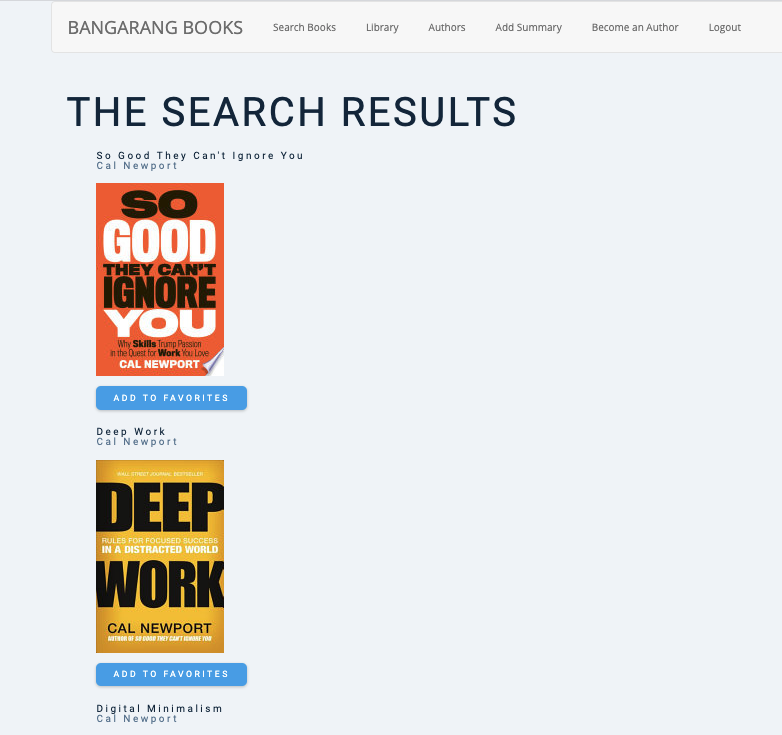 BANGARANG BOOKS Search Books Library Authors Add Summary Become an Author Logout
THE SEARCH RESULTS
So Good They Can't Ignore You
Cal Newport
SO
GOOD
THEY CAN'T
IGNORE
YOU
Why Skills Trump Passion
in the Quest for Work You Love
CAL NEWPORT
ADD TO FAVORITES
Deep Work
Cal Newport
WALL STREET JOURNAL BESTSELLER
DEEP
RULES FOR FOCUSED SUCCESS
IN A DISTRACTED WORLD
WORK
CAL NEWPORT
AUTHOR OF SO GOOD THEY CAN'T IGNORE YOU
ADD TO FAVORITES
Digital Minimalism
Cal Newport